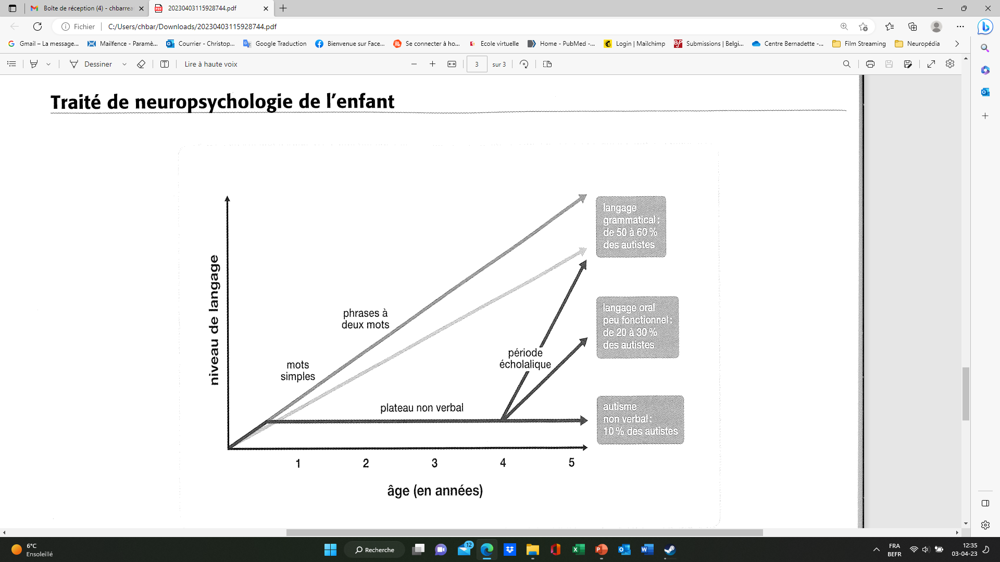 Boîte de réception (4) - chbarrea
20230403115928744.pdf
Fichier
C:/Users/chbar/Downloads/20230403115928744.pdf
Gmail – La message...
Mailfence - Paramè...
Courrier - Christop...
Google Traduction
Bienvenue sur Face...
Se connecter à ho...
Ecole virtuelle
Home - PubMed -...
Login | Mailchimp
Submissions | Belgi...
Centre Bernadette -...
Film Streaming
Neuropédia
Dessiner
Lire à haute voix
3
sur 3
Traité de neuropsychologie de l'enfant
niveau de langage
langage
grammatical :
de 50 à 60 %
des autistes
phrases à
deux mots
langage oral
peu fonctionnel :
de 20 à 30 %
des autistes
mots
simples
période
écholalique
plateau non verbal
autisme
non verbal :
10 % des autistes
1
2
3
4
5
âge (en années)
6°C
Ensoleillé
Recherche
12
FRA
BEFR
12:35
03-04-23